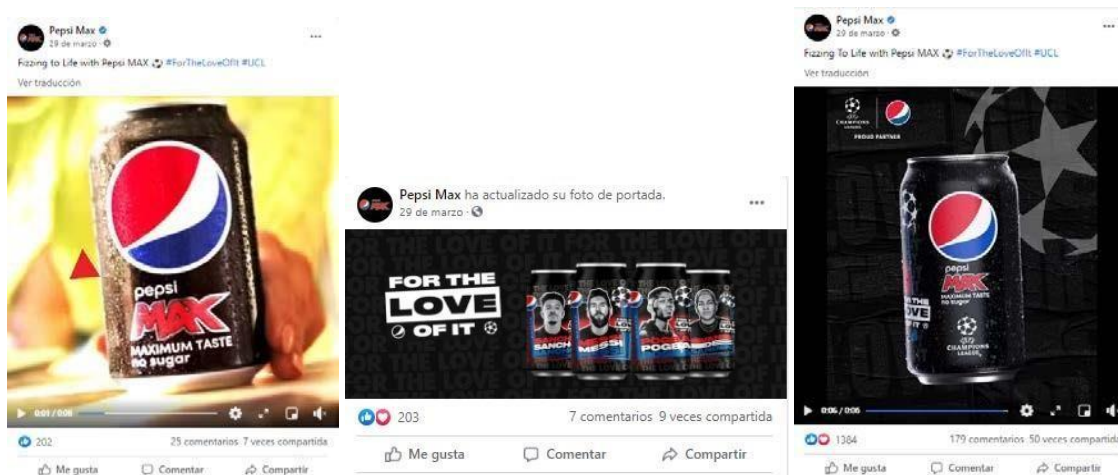 Pepsi Max
29 de marzo
Fizzing to Life with Pepsi MAX ⚽ #ForTheLoveOfIt #UCL
Ver traducción
pepsi
MAX
MAXIMUM TASTE
no sugar
0:01 / 0:06
202
25 comentarios 7 veces compartida
Me gusta Comentar Compartir
Pepsi Max ha actualizado su foto de portada.
29 de marzo
FOR THE
LOVE
OF IT
MESSI
POGBA
203
7 comentarios 9 veces compartida
Me gusta Comentar Compartir
Pepsi Max
29 de marzo
Fizzing To Life with Pepsi MAX ⚽ #ForTheLoveOfIt #UCL
Ver traducción
CHAMPIONS
LEAGUE
PROUD PARTNER
pepsi
MAX
MAXIMUM TASTE
no sugar
THE
OVE
IT
CHAMPIONS
LEAGUE
0:06 / 0:06
1384
179 comentarios 50 veces compartida
Me gusta Comentar Compartir